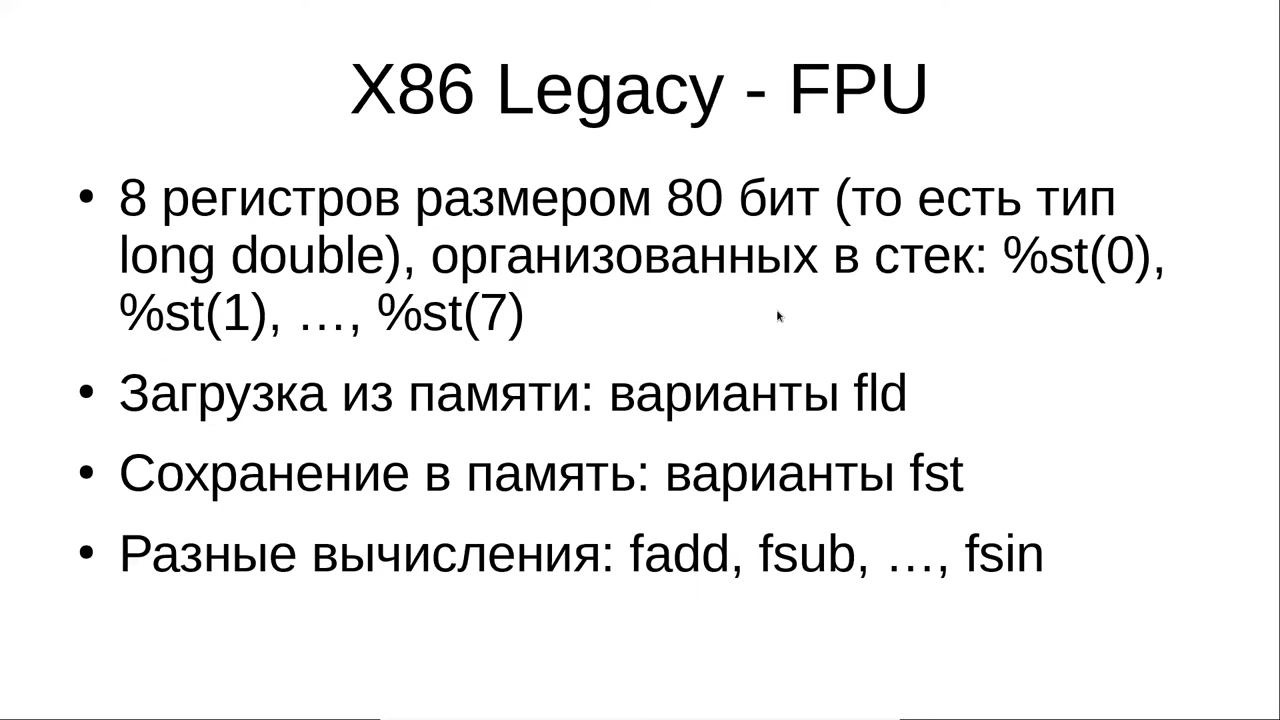 X86 Legacy - FPU
• 8 регистров размером 80 бит (то есть тип
long double), организованных в стек: %st(0),
%st(1), …, %st(7)
• Загрузка из памяти: варианты fld
• Сохранение в память: варианты fst
• Разные вычисления: fadd, fsub, …, fsin